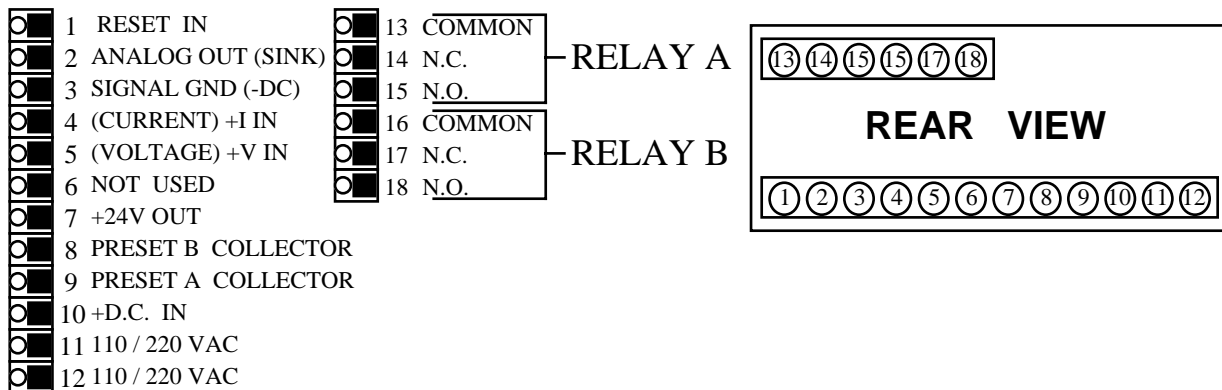 1 RESET IN
2 ANALOG OUT (SINK)
3 SIGNAL GND (-DC)
4 (CURRENT) +I IN
5 (VOLTAGE) +V IN
6 NOT USED
7 +24V OUT
8 PRESET B COLLECTOR
9 PRESET A COLLECTOR
10 +D.C. IN
11 110 / 220 VAC
12 110 / 220 VAC
13 COMMON
14 N.C.
15 N.O.
RELAY A
16 COMMON
17 N.C.
18 N.O.
RELAY B
13 14 15 15 17 18
REAR VIEW
1 2 3 4 5 6 7 8 9 10 11 12